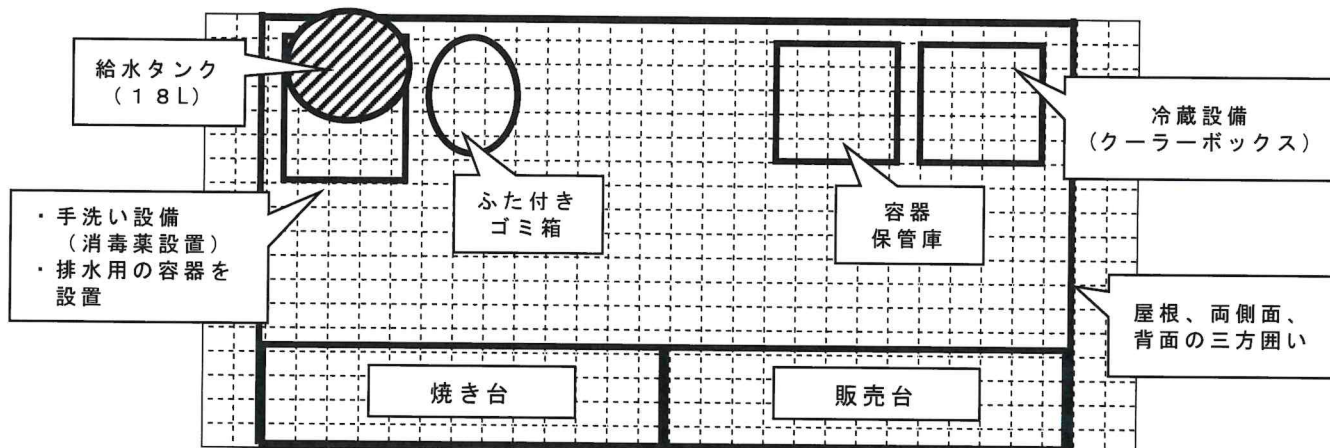 給水タンク
（１８L）
・手洗い設備
（消毒薬設置）
・排水用の容器を
設置
ふた付き
ゴミ箱
容器
保管庫
冷蔵設備
（クーラーボックス）
屋根、両側面、
背面の三方囲い
焼き台
販売台